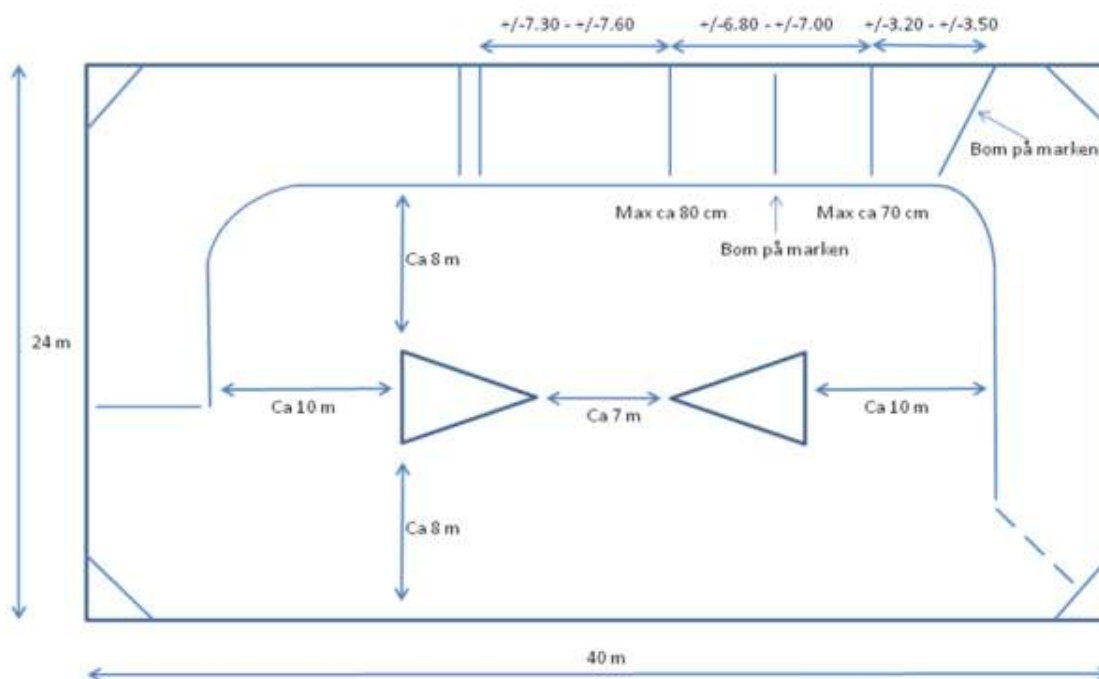 +/-7.30 - +/-7.60
+/-6.80 - +/-7.00
+/-3.20 - +/-3.50
Bom på marken
Max ca 80 cm
Max ca 70 cm
Bom på marken
Ca 8 m
24 m
Ca 10 m
Ca 7 m
Ca 10 m
Ca 8 m
40 m